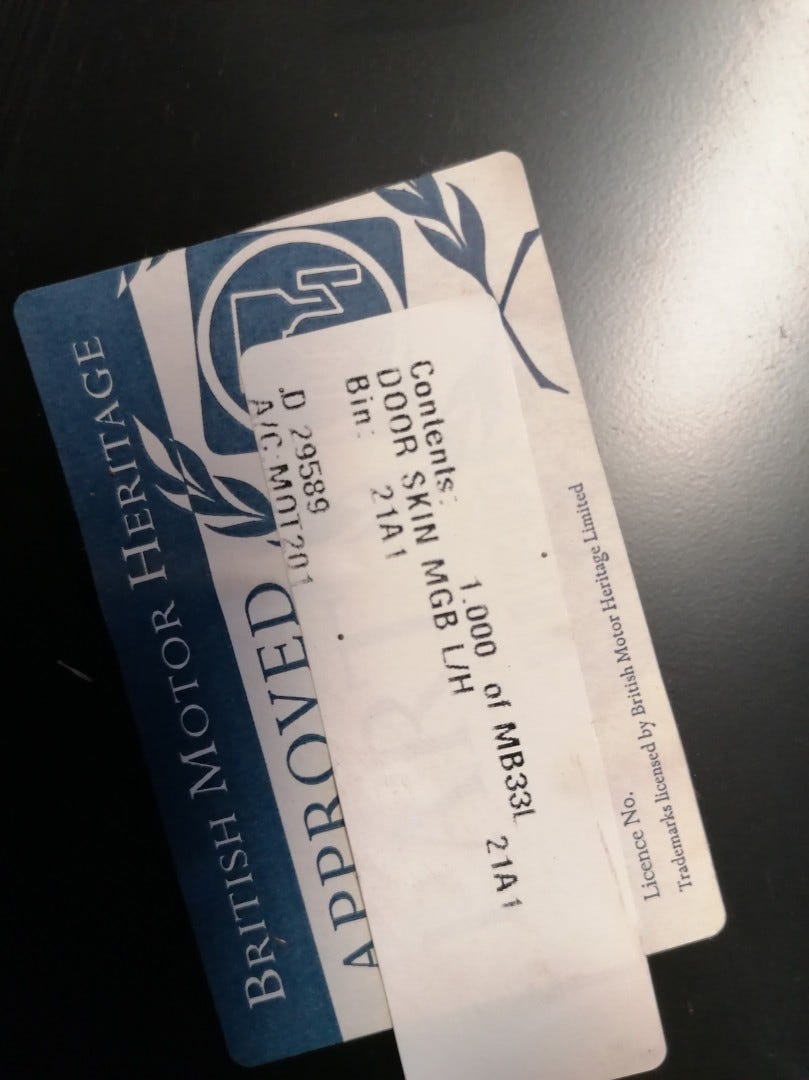 BRITISH MOTOR HERITAGE
APPROVED
Contents: 1.000 of MB33L
DOOR SKIN MGB L/H 21A1
Bin: 21A1
.D 29589
A/C:MOT201
Licence No.
Trademarks licensed by British Motor Heritage Limited